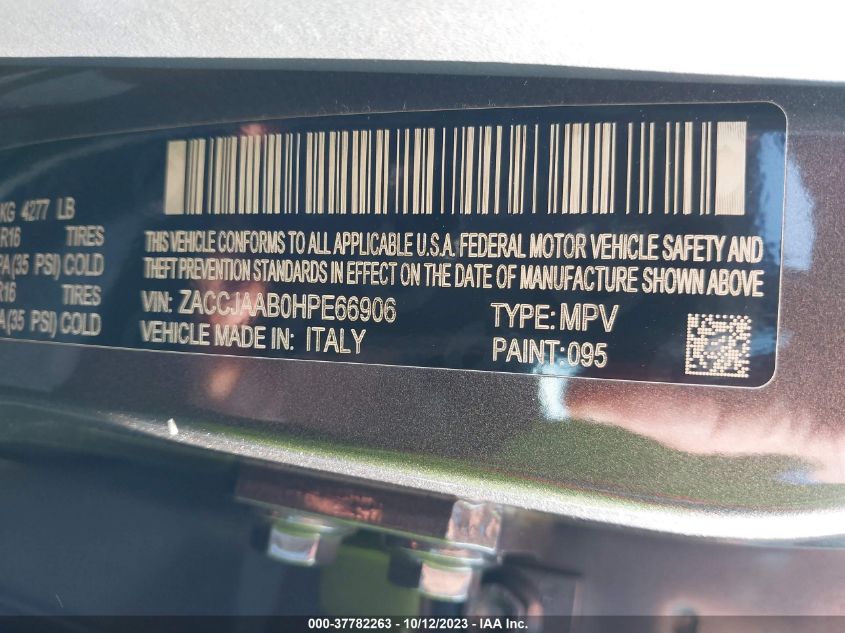 KG 4277 LB
R16 TIRES
PA(35 PSI) COLD
R16 TIRES
PA(35 PSI) COLD
THIS VEHICLE CONFORMS TO ALL APPLICABLE U.S.A. FEDERAL MOTOR VEHICLE SAFETY AND
THEFT PREVENTION STANDARDS IN EFFECT ON THE DATE OF MANUFACTURE SHOWN ABOVE
VIN: ZACCJAAB0HPE66906 TYPE: MPV
VEHICLE MADE IN: ITALY PAINT: 095
000-37782263 - 10/12/2023 - IAA Inc.